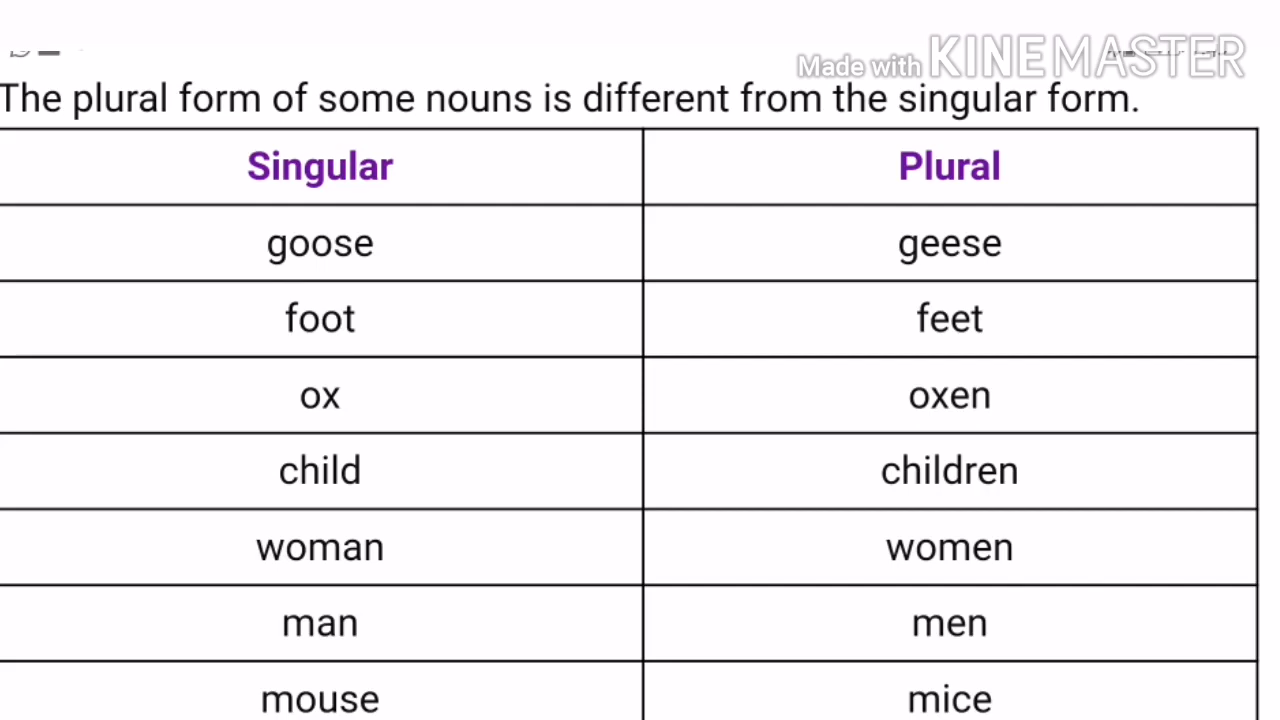 Made with KINEMASTER
The plural form of some nouns is different from the singular form.
Singular Plural
goose geese
foot feet
ox oxen
child children
woman women
man men
mouse mice